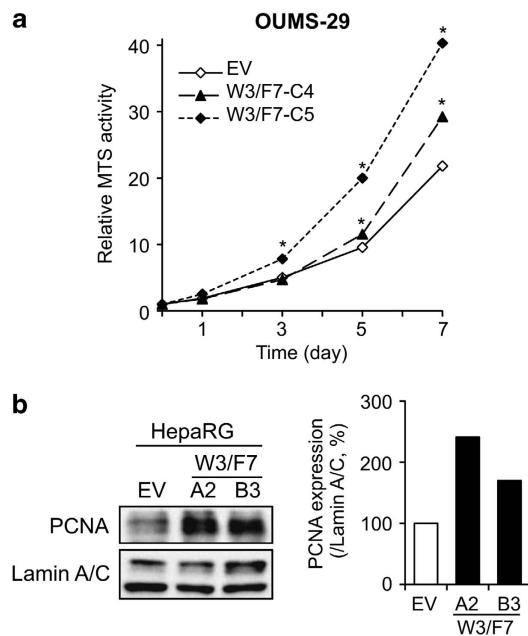 a
OUMS-29
EV
W3/F7-C4
W3/F7-C5
Relative MTS activity
40
30
20
10
0
*
*
*
*
*
1
3
5
7
Time (day)
b
HepaRG
W3/F7
EV A2 B3
PCNA
Lamin A/C
PCNA expression
(/Lamin A/C, %)
300
200
100
0
EV A2 B3
W3/F7